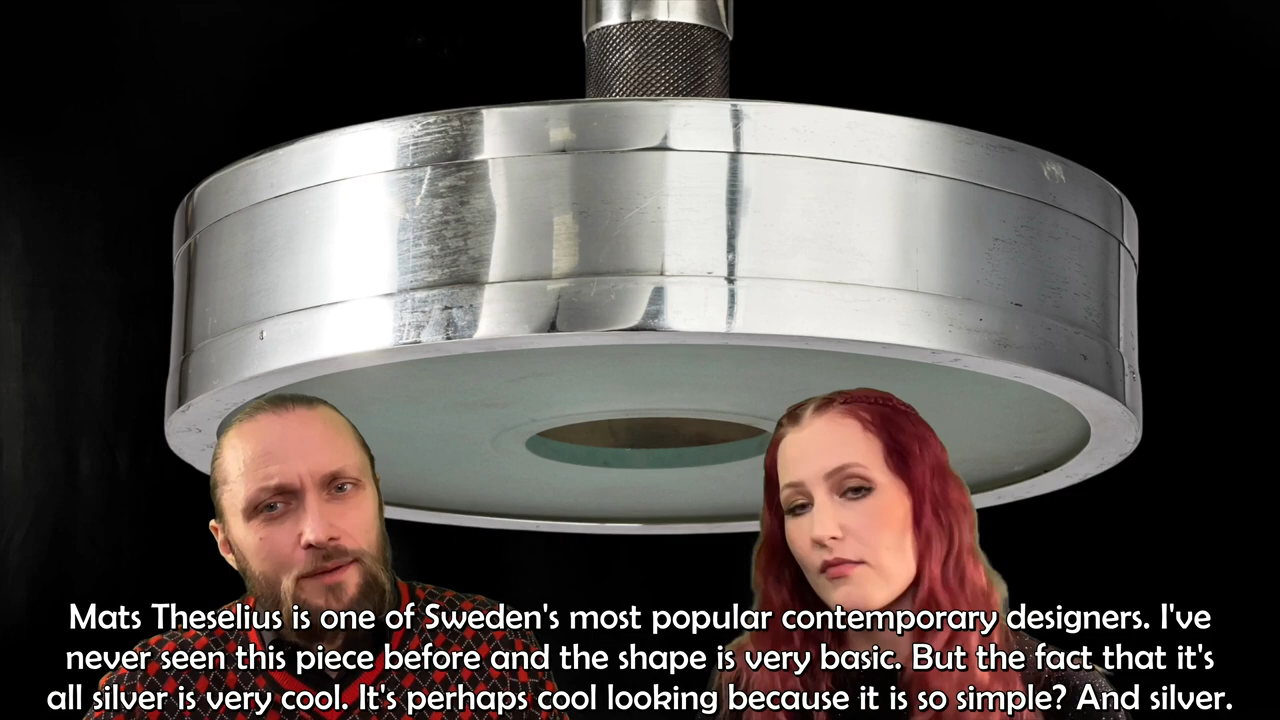 Mats Theselius is one of Sweden's most popular contemporary designers. I've
never seen this piece before and the shape is very basic. But the fact that it's
all silver is very cool. It's perhaps cool looking because it is so simple? And silver.